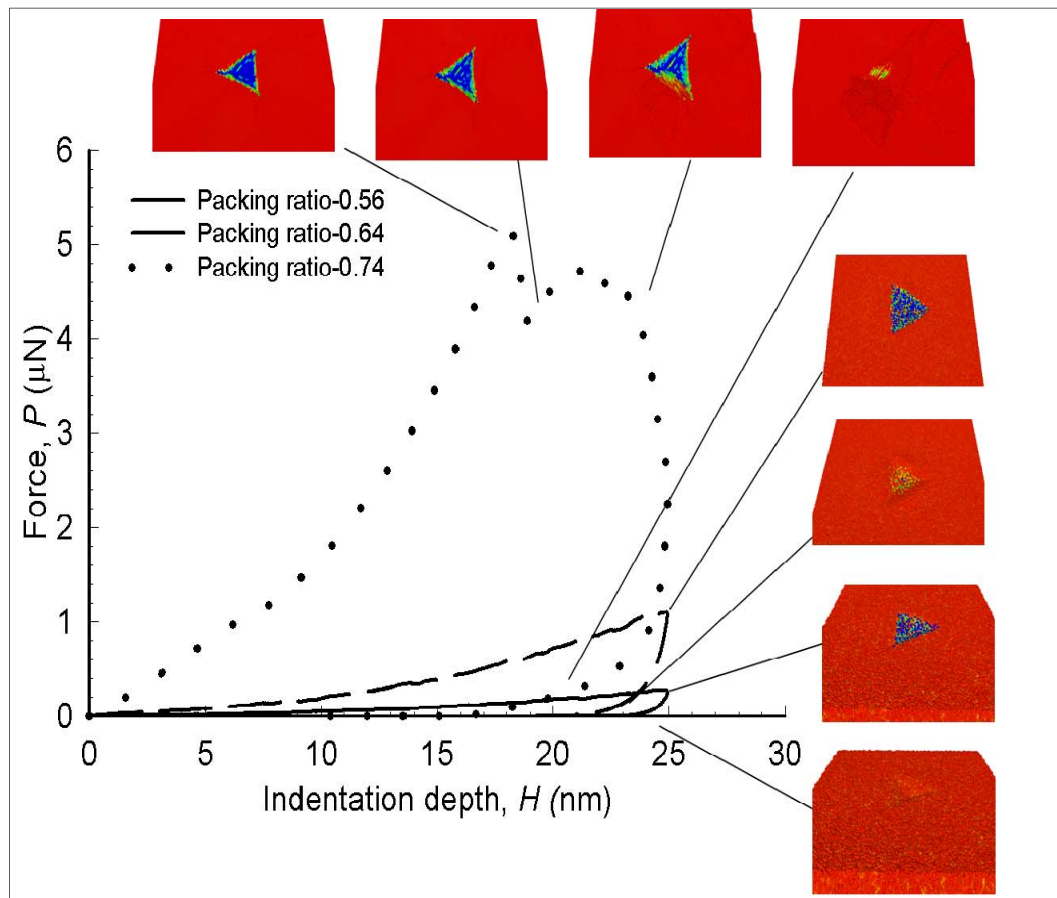 6
Packing ratio-0.56
Packing ratio-0.64
Packing ratio-0.74
5
4
3
2
1
0
Force, P (μN)
0 5 10 15 20 25 30
Indentation depth, H (nm)